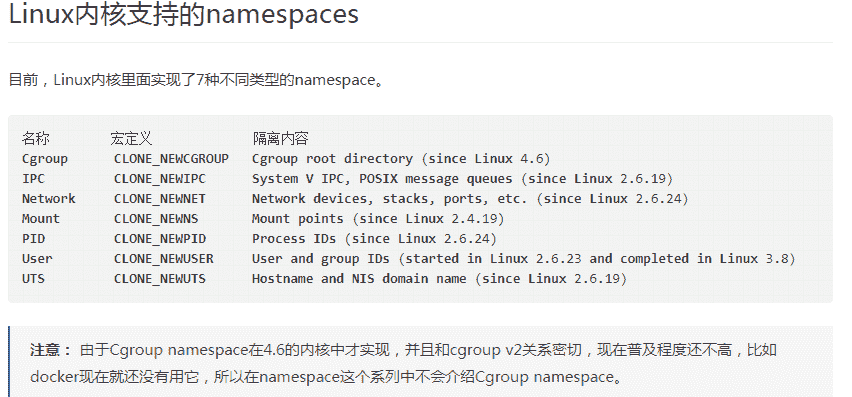 Linux内核支持的namespaces
目前，Linux内核里面实现了7种不同类型的namespace。
名称 宏定义 隔离内容
Cgroup CLONE_NEWCGROUP Cgroup root directory (since Linux 4.6)
IPC CLONE_NEWIPC System V IPC, POSIX message queues (since Linux 2.6.19)
Network CLONE_NEWNET Network devices, stacks, ports, etc. (since Linux 2.6.24)
Mount CLONE_NEWNS Mount points (since Linux 2.4.19)
PID CLONE_NEWPID Process IDs (since Linux 2.6.24)
User CLONE_NEWUSER User and group IDs (started in Linux 2.6.23 and completed in Linux 3.8)
UTS CLONE_NEWUTS Hostname and NIS domain name (since Linux 2.6.19)
注意： 由于Cgroup namespace在4.6的内核中才实现，并且和cgroup v2关系密切，现在普及程度还不高，比如
docker现在就还没有用它，所以在namespace这个系列中不会介绍Cgroup namespace。